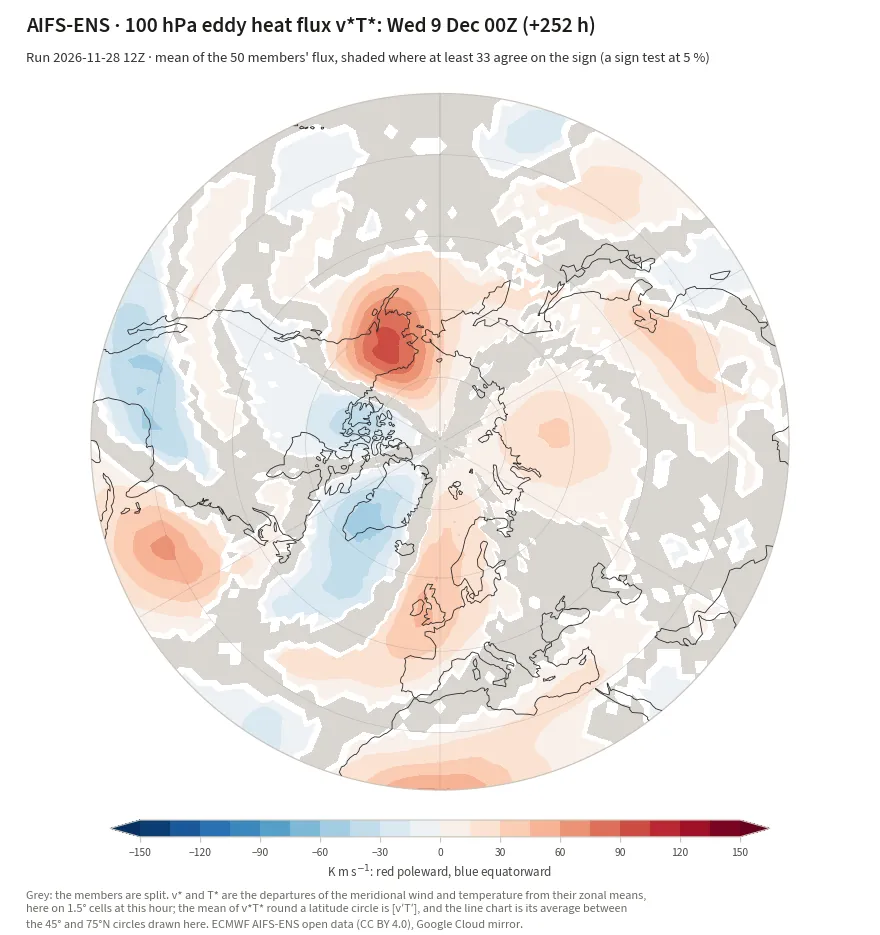 AIFS-ENS · 100 hPa eddy heat flux v*T*: Wed 9 Dec 00Z (+252 h)
Run 2026-11-28 12Z · mean of the 50 members' flux, shaded where at least 33 agree on the sign (a sign test at 5 %)
−150 −120 −90 −60 −30 0 30 60 90 120 150
K m s⁻¹: red poleward, blue equatorward
Grey: the members are split. v* and T* are the departures of the meridional wind and temperature from their zonal means,
here on 1.5° cells at this hour; the mean of v*T* round a latitude circle is [v′T′], and the line chart is its average between
the 45° and 75°N circles drawn here. ECMWF AIFS-ENS open data (CC BY 4.0), Google Cloud mirror.